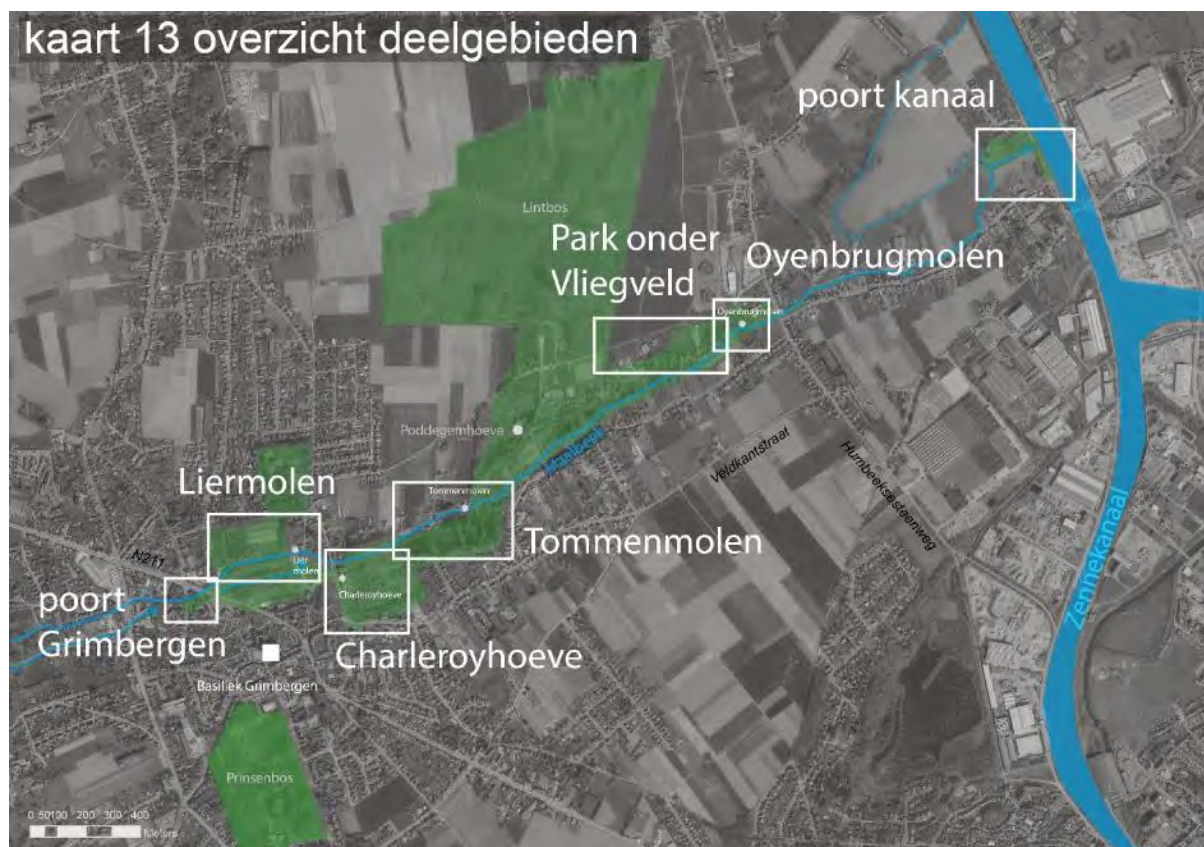 kaart 13 overzicht deelgebieden
poort kanaal
Lintbos
Park onder
Vliegveld
Oyenbrugmolen
Oyenbrugmolen
Poddegemhoeve
Maalbeek
Veldkantstraat
Humbeeksesteenweg
Liermolen
Tommenmolen
Tommenmolen
N211
Lier
molen
Charleroyhoeve
poort
Grimbergen
Charleroyhoeve
Zennekanaal
Basiliek Grimbergen
Prinsenbos
0 50100 200 300 400
Meters